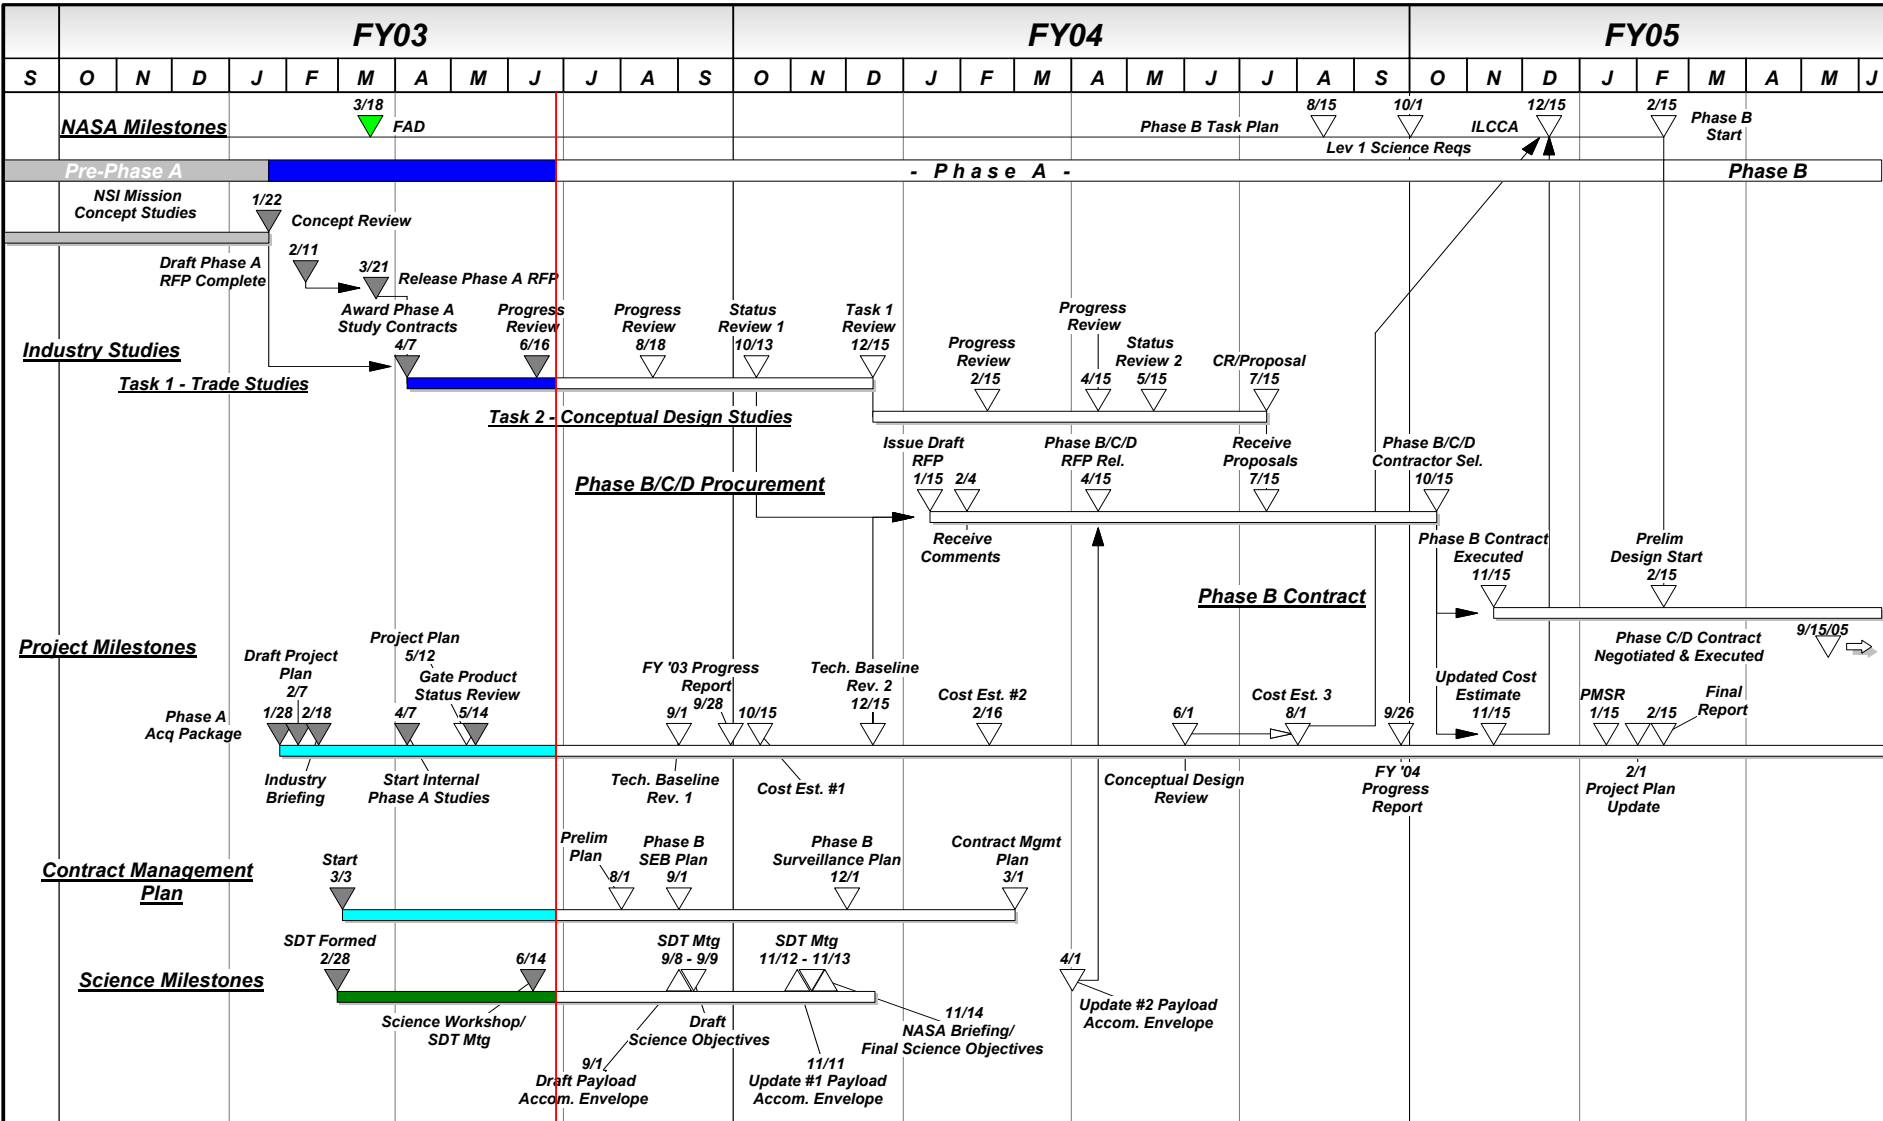 FY03 FY04 FY05
S O N D J F M A M J J A S O N D J F M A M J J A S O N D J F M A M J
3/18 8/15 10/1 12/15 2/15
NASA Milestones FAD Phase B Task Plan ILCCA Phase B
Start
Lev 1 Science Reqs
Pre-Phase A - Phase A - Phase B
NSI Mission
Concept Studies
1/22
Concept Review
Draft Phase A
RFP Complete
2/11
3/21
Release Phase A RFP
Industry Studies
Award Phase A
Study Contracts
4/7
Progress
Review
6/16
Progress
Review
8/18
Status
Review 1
10/13
Task 1
Review
12/15
Task 1 - Trade Studies
Progress
Review
2/15
Progress
Review
4/15
Status
Review 2
5/15
CR/Proposal
7/15
Task 2 - Conceptual Design Studies
Phase B/C/D Procurement
Issue Draft
RFP
1/15
2/4
Receive
Comments
Phase B/C/D
RFP Rel.
4/15
Receive
Proposals
7/15
Phase B/C/D
Contractor Sel.
10/15
Phase B Contract
Phase B Contract
Executed
11/15
Prelim
Design Start
2/15
Phase C/D Contract
Negotiated & Executed
9/15/05
Project Milestones
Phase A
Acq Package
1/28
Draft Project
Plan
2/7
2/18
Industry
Briefing
Project Plan
5/12
4/7
Start Internal
Phase A Studies
Gate Product
Status Review
5/14
FY '03 Progress
Report
9/28
9/1
Tech. Baseline
Rev. 1
10/15
Cost Est. #1
Tech. Baseline
Rev. 2
12/15
Cost Est. #2
2/16
6/1
Conceptual Design
Review
Cost Est. 3
8/1
9/26
FY '04
Progress
Report
Updated Cost
Estimate
11/15
PMSR
1/15
2/1
Project Plan
Update
2/15
Final
Report
Contract Management
Plan
Start
3/3
Prelim
Plan
8/1
Phase B
SEB Plan
9/1
Phase B
Surveillance Plan
12/1
Contract Mgmt
Plan
3/1
Science Milestones
SDT Formed
2/28
6/14
Science Workshop/
SDT Mtg
SDT Mtg
9/8 - 9/9
Draft
Science Objectives
9/1
Draft Payload
Accom. Envelope
SDT Mtg
11/12 - 11/13
11/11
Update #1 Payload
Accom. Envelope
11/14
NASA Briefing/
Final Science Objectives
4/1
Update #2 Payload
Accom. Envelope